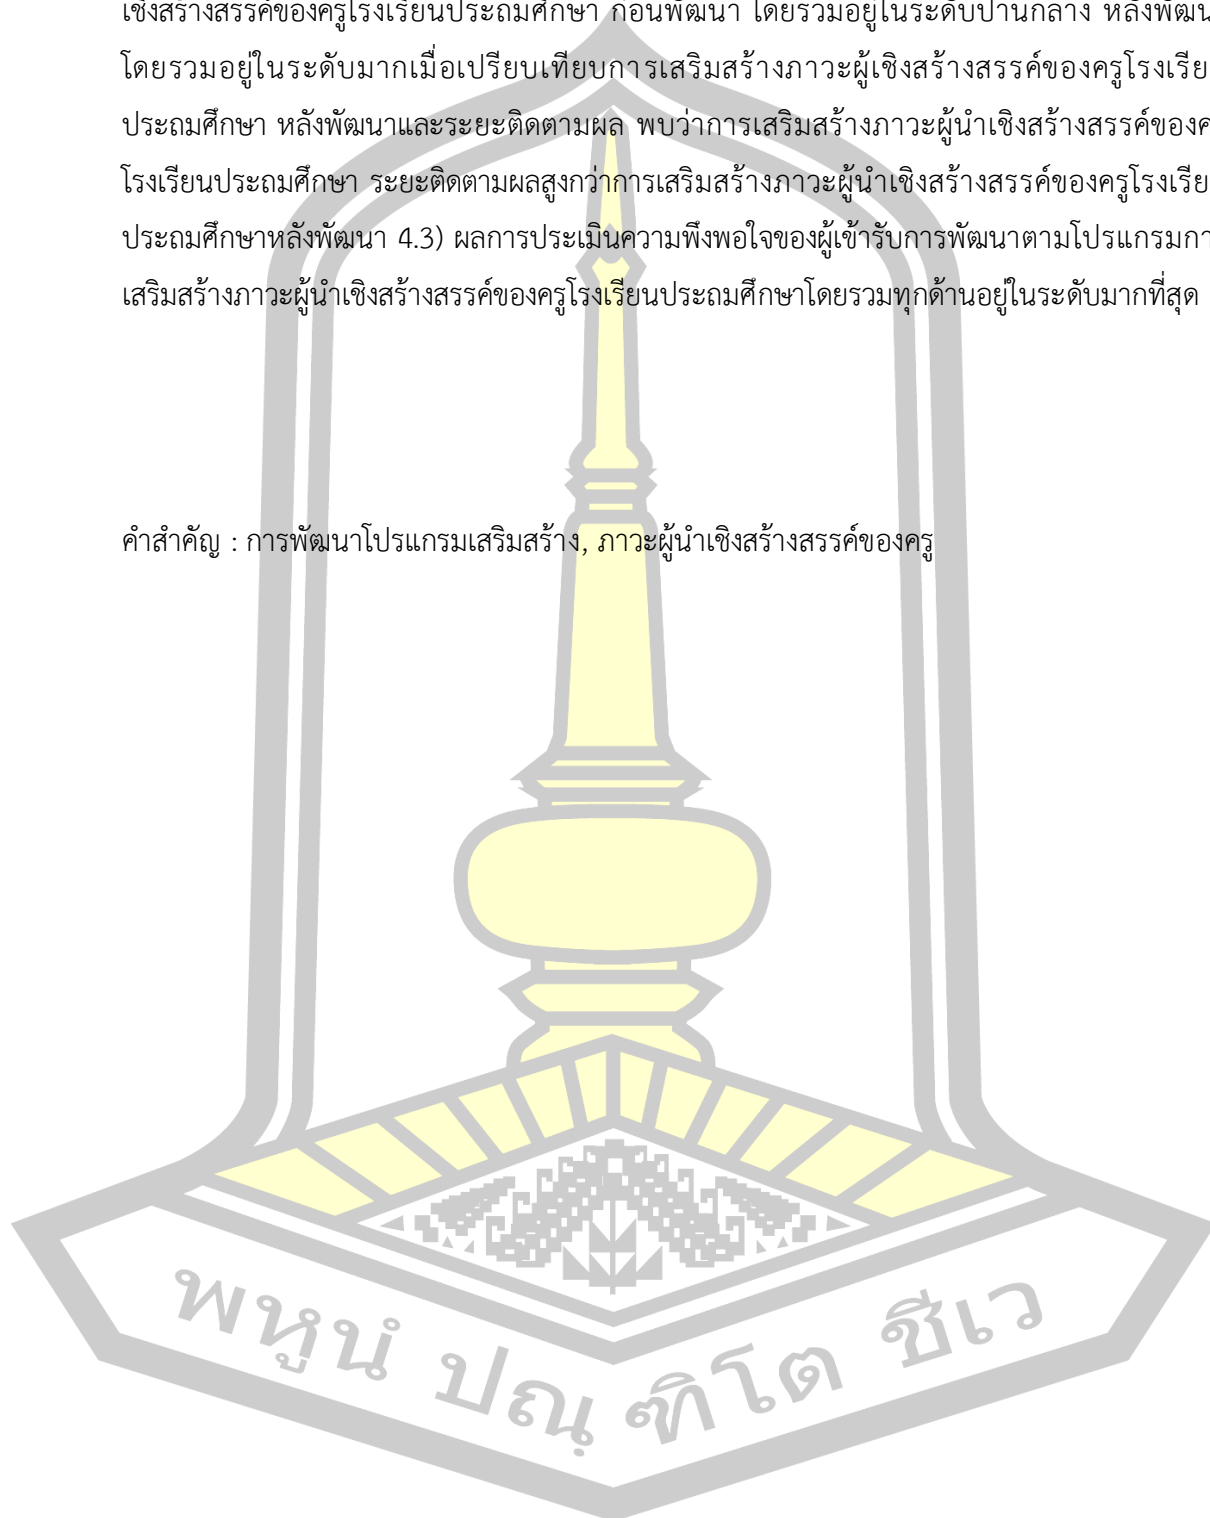 เชิงสร้างสรรค์ของครูโรงเรียนประถมศึกษา ก่อนพัฒนา โดยรวมอยู่ในระดับปานกลาง หลังพัฒน
โดยรวมอยู่ในระดับมากเมื่อเปรียบเทียบการเสริมสร้างภาวะผู้เชิงสร้างสรรค์ของครูโรงเรีย
ประถมศึกษา หลังพัฒนาและระยะติดตามผล พบว่าการเสริมสร้างภาวะผู้นำเชิงสร้างสรรค์ของค
โรงเรียนประถมศึกษา ระยะติดตามผลสูงกว่าการเสริมสร้างภาวะผู้นำเชิงสร้างสรรค์ของครูโรงเรีย
ประถมศึกษาหลังพัฒนา 4.3) ผลการประเมินความพึงพอใจของผู้เข้ารับการพัฒนาตามโปรแกรมกา
เสริมสร้างภาวะผู้นำเชิงสร้างสรรค์ของครูโรงเรียนประถมศึกษาโดยรวมทุกด้านอยู่ในระดับมากที่สุด
คำสำคัญ : การพัฒนาโปรแกรมเสริมสร้าง, ภาวะผู้นำเชิงสร้างสรรค์ของครู
พหูนํ ปณฺฑิโต ชีเว